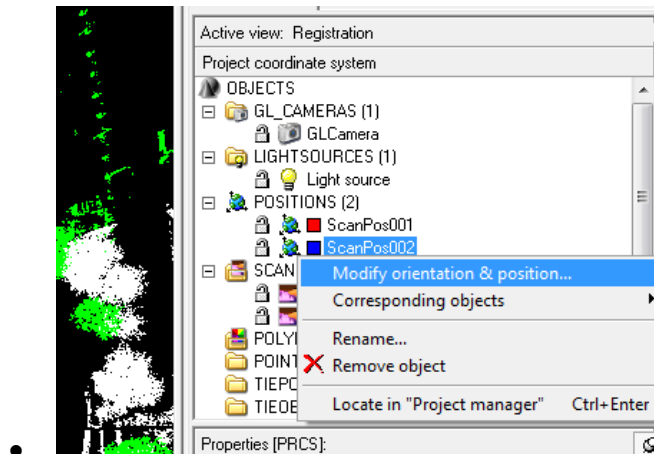 Active view: Registration
Project coordinate system
OBJECTS
GL_CAMERAS (1)
GLCamera
LIGHTSOURCES (1)
Light source
POSITIONS (2)
ScanPos001
ScanPos002
SCAN
Modify orientation & position...
Corresponding objects
POLY
Rename...
POINT
Remove object
TIEPO
TIEOB
Locate in "Project manager" Ctrl+Enter
Properties [PRCS]: